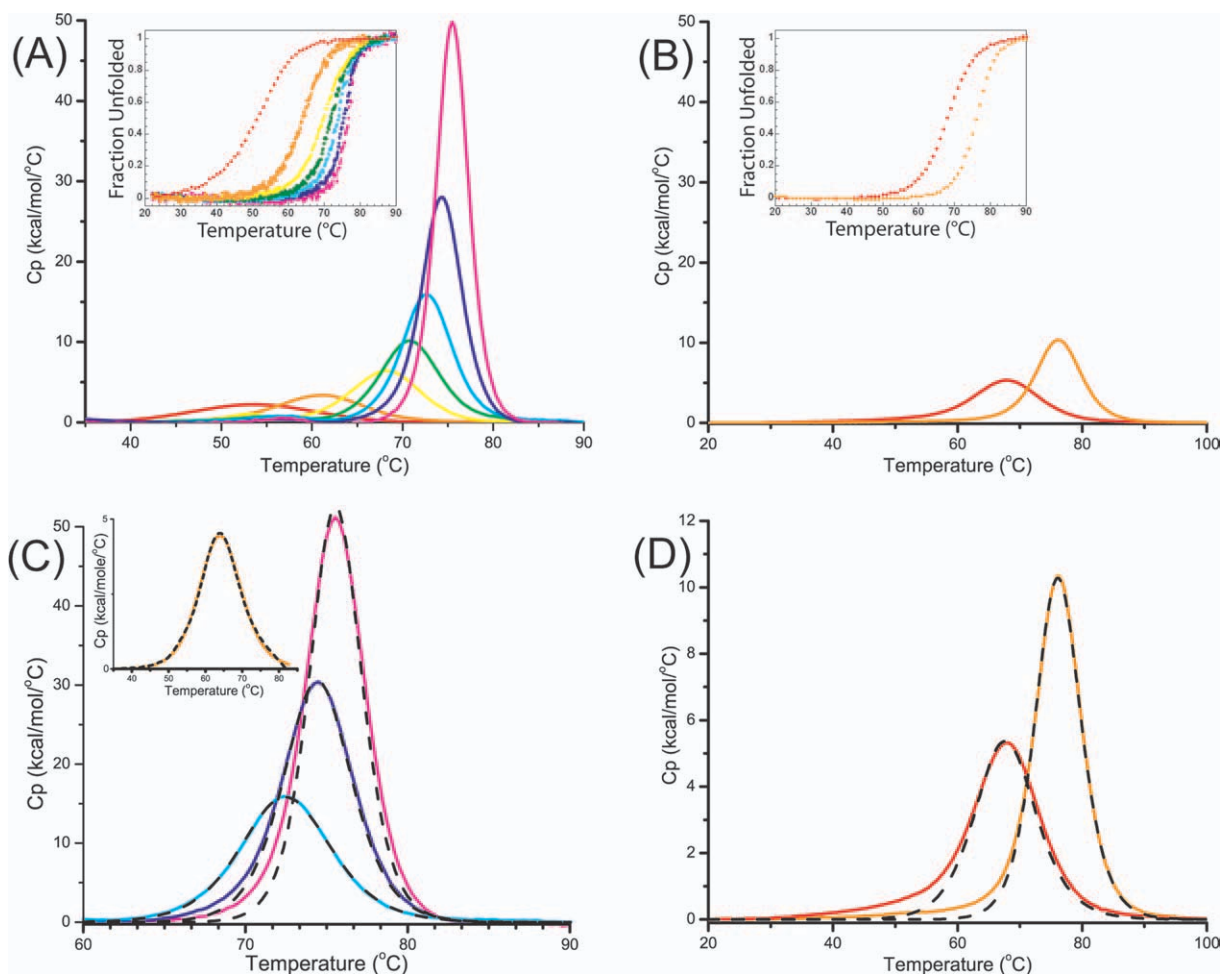 (A)
50
40
30
20
10
0
Cp (kcal/mol/°C)
40 50 60 70 80 90
Temperature (°C)
1
0.8
0.6
0.4
0.2
0
Fraction Unfolded
20 30 40 50 60 70 80 90
Temperature (°C)
(B)
50
40
30
20
10
0
Cp (kcal/mol/°C)
20 40 60 80 100
Temperature (°C)
1
0.8
0.6
0.4
0.2
0
Fraction Unfolded
20 30 40 50 60 70 80 90
Temperature (°C)
(C)
50
40
30
20
10
0
Cp (kcal/mol/°C)
60 70 80 90
Temperature (°C)
5
0
Cp (kcal/mole/°C)
40 50 60 70 80
Temperature (°C)
(D)
12
10
8
6
4
2
0
Cp (kcal/mol/°C)
20 40 60 80 100
Temperature (°C)